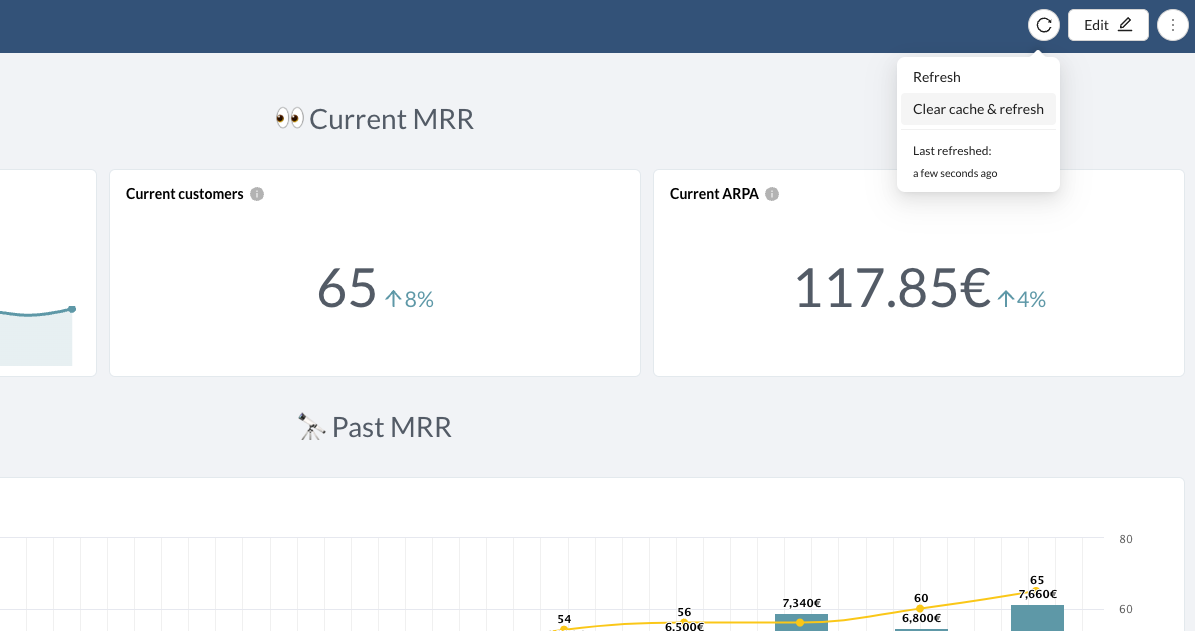 Edit
Refresh
Clear cache & refresh
Last refreshed:
a few seconds ago
👀 Current MRR
Current customers
65 ↑8%
Current ARPA
117.85€ ↑4%
🔭 Past MRR
80
60
54
56
6,500€
7,340€
60
6,800€
65
7,660€